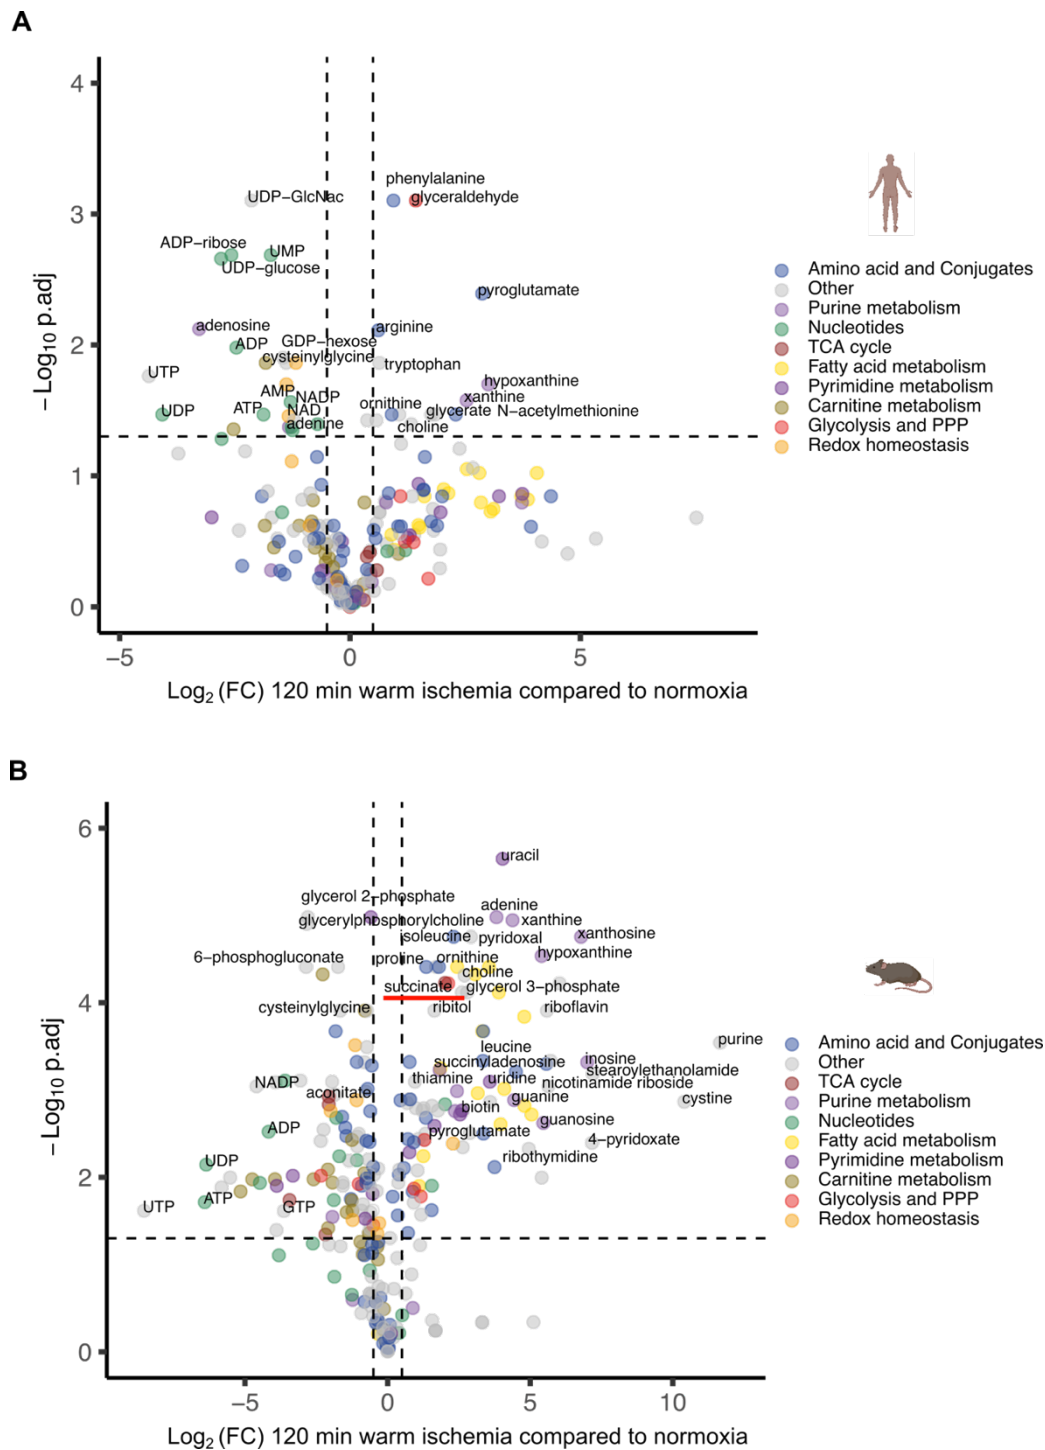 A
4
3
2
1
0
−5
0
5
− Log10 p.adj
Log2 (FC) 120 min warm ischemia compared to normoxia
phenylalanine
UDP−GlcNac
glyceraldehyde
ADP−ribose
UMP
UDP−glucose
pyroglutamate
adenosine
arginine
ADP
GDP−hexose
cysteinylglycine
tryptophan
UTP
hypoxanthine
AMP
NADP
xanthine
UDP
ATP
NAD
ornithine
glycerate
N−acetylmethionine
adenine
choline
Amino acid and Conjugates
Other
Purine metabolism
Nucleotides
TCA cycle
Fatty acid metabolism
Pyrimidine metabolism
Carnitine metabolism
Glycolysis and PPP
Redox homeostasis
B
6
4
2
0
−5
0
5
10
− Log10 p.adj
Log2 (FC) 120 min warm ischemia compared to normoxia
uracil
glycerol 2−phosphate
adenine
glycerylphosphorylcholine
xanthine
soleucine
pyridoxal
xanthosine
6−phosphogluconate
proline
ornithine
hypoxanthine
choline
succinate
glycerol 3−phosphate
cysteinylglycine
ribitol
riboflavin
purine
leucine
succinyladenosine
inosine
stearoylethanolamide
NADP
thiamine
uridine
nicotinamide riboside
aconitate
guanine
cystine
biotin
ADP
pyroglutamate
guanosine
4−pyridoxate
UDP
ribothymidine
UTP
ATP
GTP
Amino acid and Conjugates
Other
TCA cycle
Purine metabolism
Nucleotides
Fatty acid metabolism
Pyrimidine metabolism
Carnitine metabolism
Glycolysis and PPP
Redox homeostasis